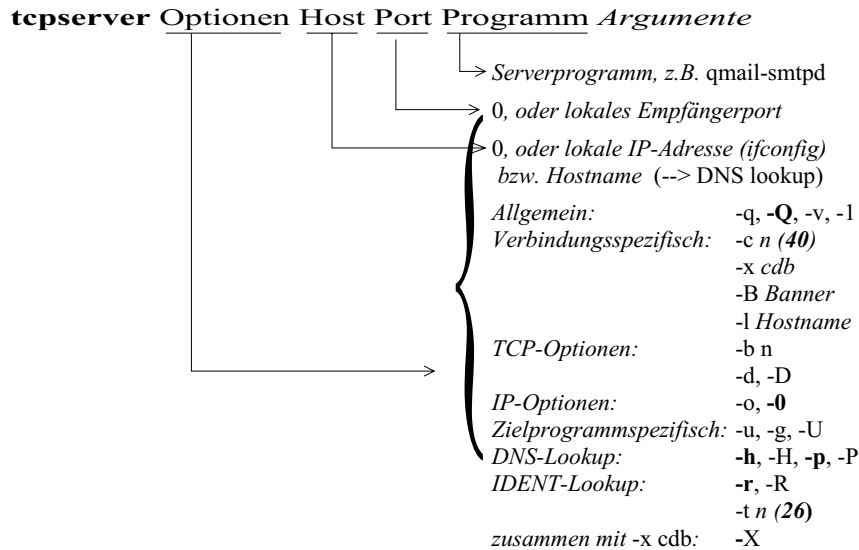 tcpserver Optionen Host Port Programm Argumente
Serverprogramm, z.B. qmail-smtpd
0, oder lokales Empfängerport
0, oder lokale IP-Adresse (ifconfig)
bzw. Hostname (--> DNS lookup)
Allgemein: -q, -Q, -v, -1
Verbindungsspezifisch: -c n (40)
-x cdb
-B Banner
-l Hostname
TCP-Optionen: -b n
-d, -D
IP-Optionen: -o, -0
Zielprogrammspezifisch: -u, -g, -U
DNS-Lookup: -h, -H, -p, -P
IDENT-Lookup: -r, -R
-t n (26)
zusammen mit -x cdb: -X